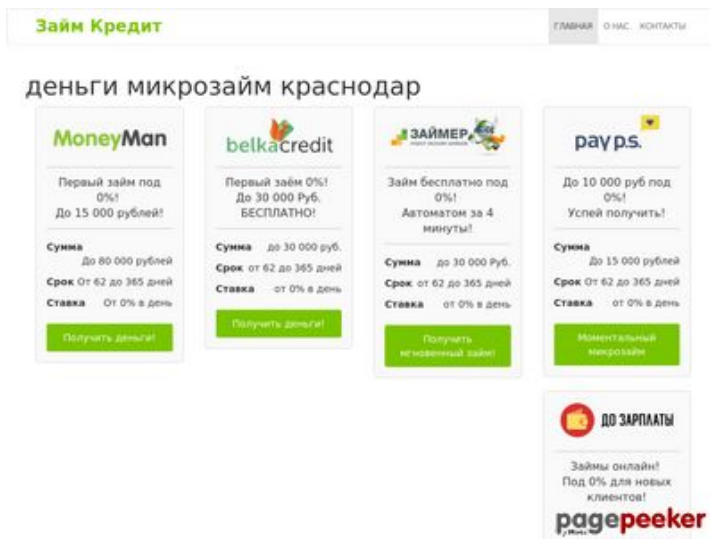 Займ Кредит
ГЛАВНАЯ О НАС. КОНТАКТЫ
деньги микрозайм краснодар
MoneyMan
Первый займ под
0%!
До 15 000 рублей!
Сумма
До 80 000 рублей
Срок От 62 до 365 дней
Ставка От 0% в день
Получить деньги!
belkacredit
Первый заём 0%!
До 30 000 Руб.
БЕСПЛАТНО!
Сумма до 30 000 руб.
Срок от 62 до 365 дней
Ставка от 0% в день
Получить деньги!
ЗАЙМЕР
Займ бесплатно под
0%!
Автоматом за 4
минуты!
Сумма до 30 000 Руб.
Срок от 62 до 365 дней
Ставка от 0% в день
Получить
мгновенный займ!
pay p.s.
До 10 000 руб под
0%!
Успей получить!
Сумма
До 15 000 рублей
Срок От 62 до 365 дней
Ставка от 0% в день
Моментальный
микрозайм
ДО ЗАРПЛАТЫ
Займы онлайн!
Под 0% для новых
клиентов!
pagepeeker